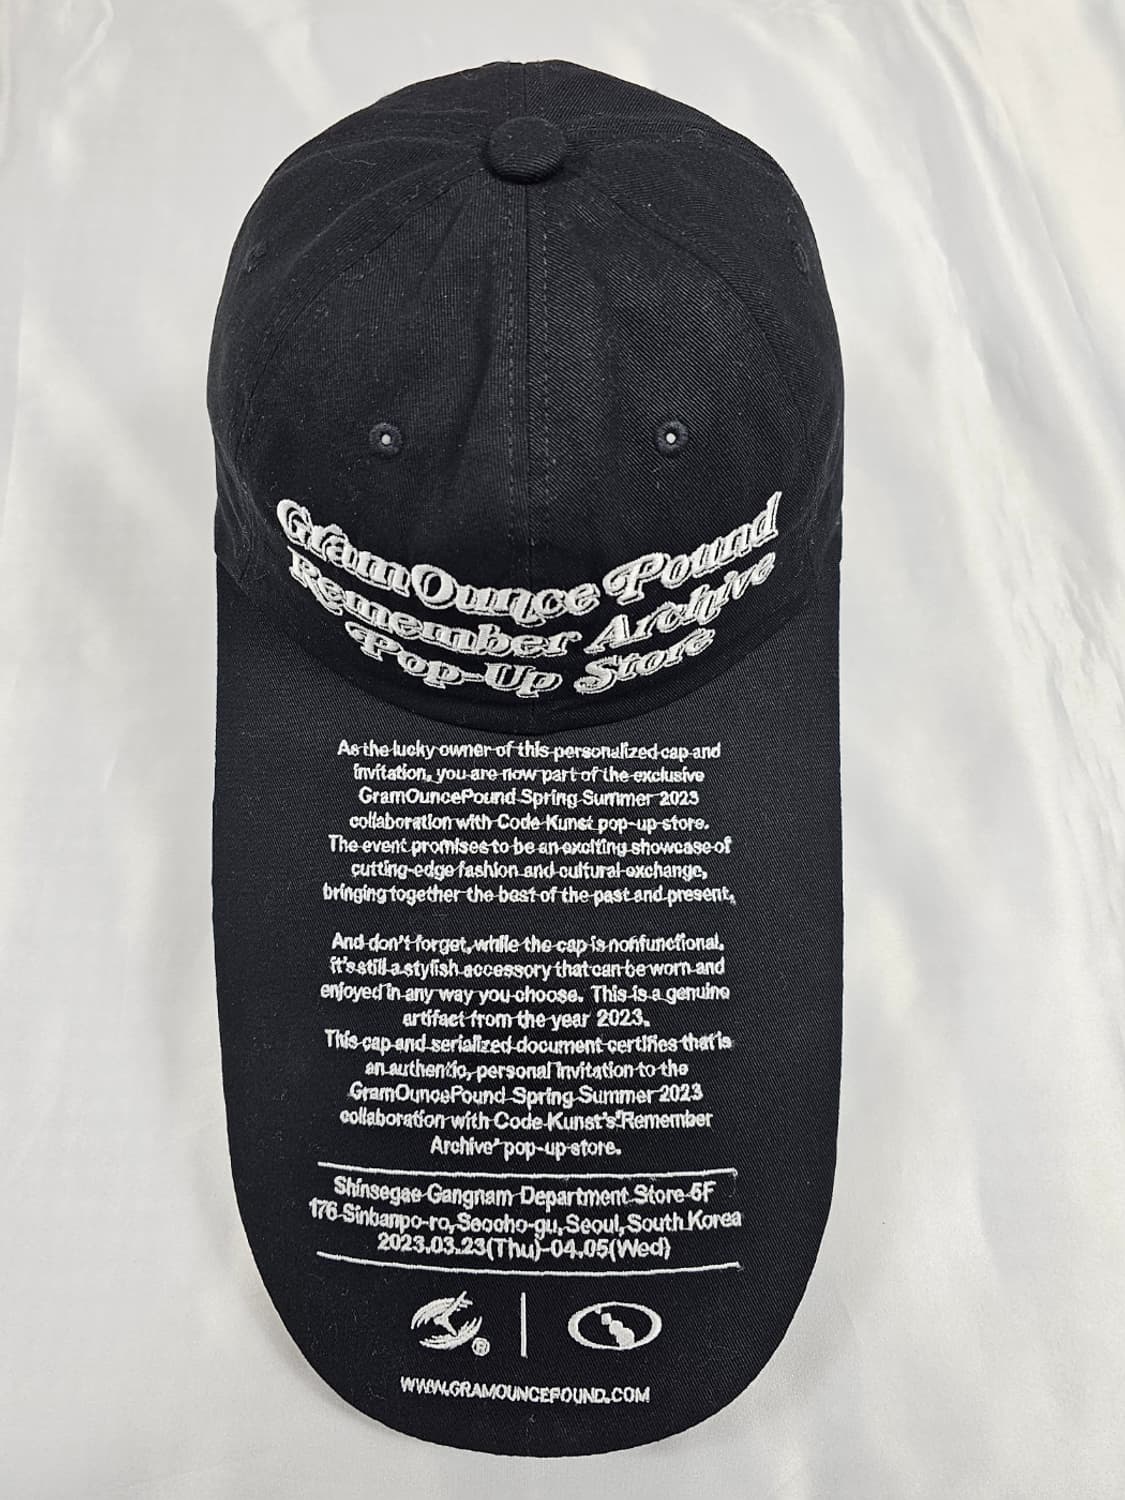 GramOunce Pound
Remember Archive
Pop-Up Store
As the lucky owner of this personalized cap and
invitation, you are now part of the exclusive
GramOuncePound Spring Summer 2023
collaboration with Code Kunst pop-up store.
The event promises to be an exciting showcase of
cutting-edge fashion and cultural exchange,
bringing together the best of the past and present,
And don't forget, while the cap is nonfunctional,
it's still a stylish accessory that can be worn and
enjoyed in any way you choose. This is a genuine
artifact from the year 2023.
This cap and serialized document certifies that is
an authentic, personal invitation to the
GramOuncePound Spring Summer 2023
collaboration with Code Kunst's "Remember
Archive" pop-up store.
Shinsegae Gangnam Department Store 5F
176 Sinbanpo-ro, Seocho-gu, Seoul, South Korea
2023.03.23(Thu)-04.05(Wed)
®
WWW.GRAMOUNCEPOUND.COM